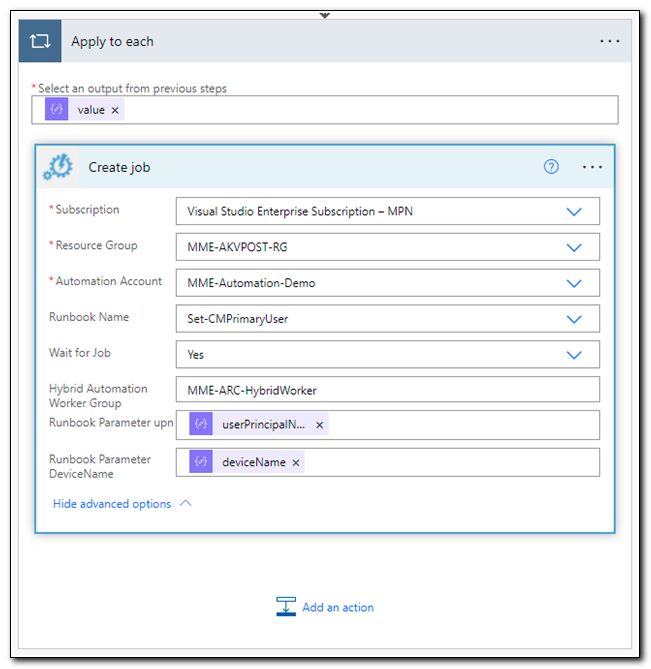 Apply to each
* Select an output from previous steps
value
Create job
* Subscription
Visual Studio Enterprise Subscription – MPN
* Resource Group
MME-AKVPOST-RG
* Automation Account
MME-Automation-Demo
Runbook Name
Set-CMPrimaryUser
Wait for Job
Yes
Hybrid Automation
Worker Group
MME-ARC-HybridWorker
Runbook Parameter upn
userPrincipalN...
Runbook Parameter
DeviceName
deviceName
Hide advanced options
Add an action